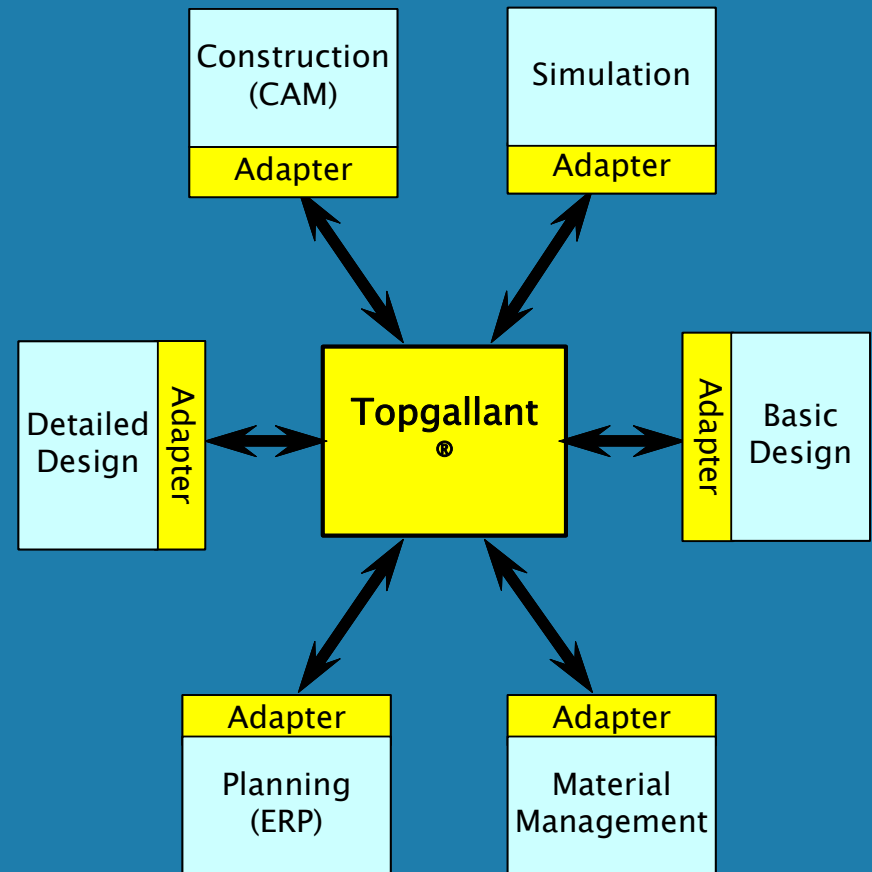 Construction
(CAM)
Adapter
Simulation
Adapter
Detailed
Design
Adapter
Topgallant
®
Adapter
Basic
Design
Adapter
Planning
(ERP)
Adapter
Material
Management